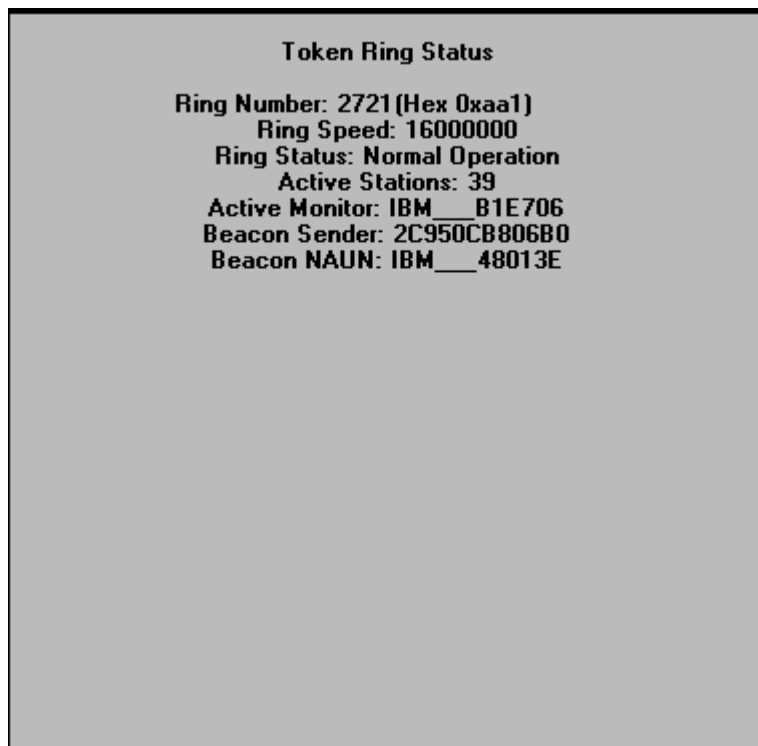 Token Ring Status
Ring Number: 2721(Hex 0xaa1)
Ring Speed: 16000000
Ring Status: Normal Operation
Active Stations: 39
Active Monitor: IBM___B1E706
Beacon Sender: 2C950CB806B0
Beacon NAUN: IBM___48013E